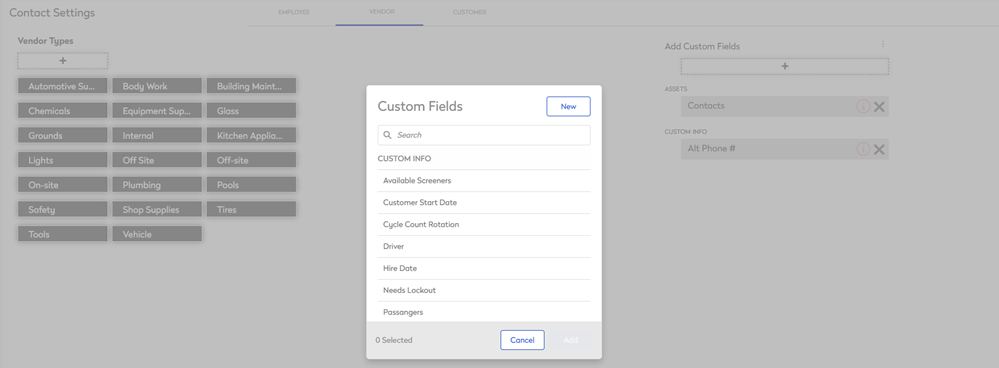 Contact Settings
EMPLOYEE VENDOR CUSTOMER
Vendor Types
+
Automotive Su... Body Work Building Maint...
Chemicals Equipment Sup... Glass
Grounds Internal Kitchen Applia...
Lights Off Site Off-site
On-site Plumbing Pools
Safety Shop Supplies Tires
Tools Vehicle
Custom Fields New
Search
CUSTOM INFO
Available Screeners
Customer Start Date
Cycle Count Rotation
Driver
Hire Date
Needs Lockout
Passangers
0 Selected Cancel Add
Add Custom Fields
+
ASSETS
Contacts
CUSTOM INFO
Alt Phone #